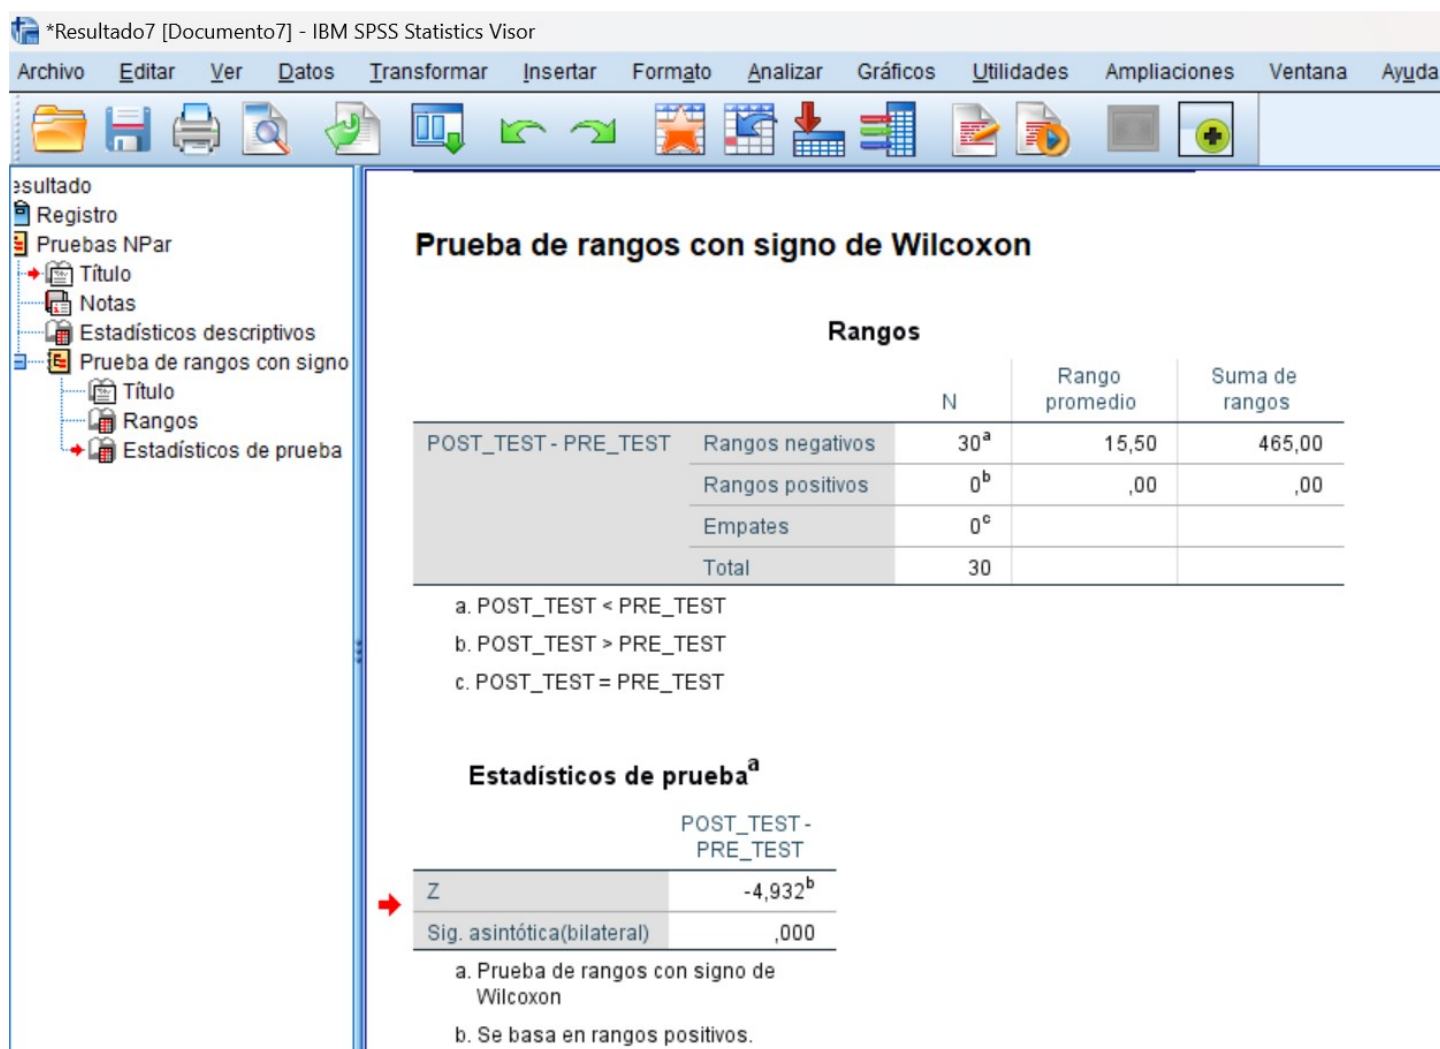 *Resultado7 [Documento7] - IBM SPSS Statistics Visor
Archivo Editar Ver Datos Transformar Insertar Formato Analizar Gráficos Utilidades Ampliaciones Ventana Ayuda
esultado
Registro
Pruebas NPar
Título
Notas
Estadísticos descriptivos
Prueba de rangos con signo
Título
Rangos
Estadísticos de prueba
Prueba de rangos con signo de Wilcoxon
Rangos
N Rango promedio Suma de rangos
POST_TEST - PRE_TEST Rangos negativos 30a 15,50 465,00
Rangos positivos 0b ,00 ,00
Empates 0c
Total 30
a. POST_TEST < PRE_TEST
b. POST_TEST > PRE_TEST
c. POST_TEST = PRE_TEST
Estadísticos de pruebaa
POST_TEST -
PRE_TEST
Z -4,932b
Sig. asintótica(bilateral) ,000
a. Prueba de rangos con signo de
Wilcoxon
b. Se basa en rangos positivos.